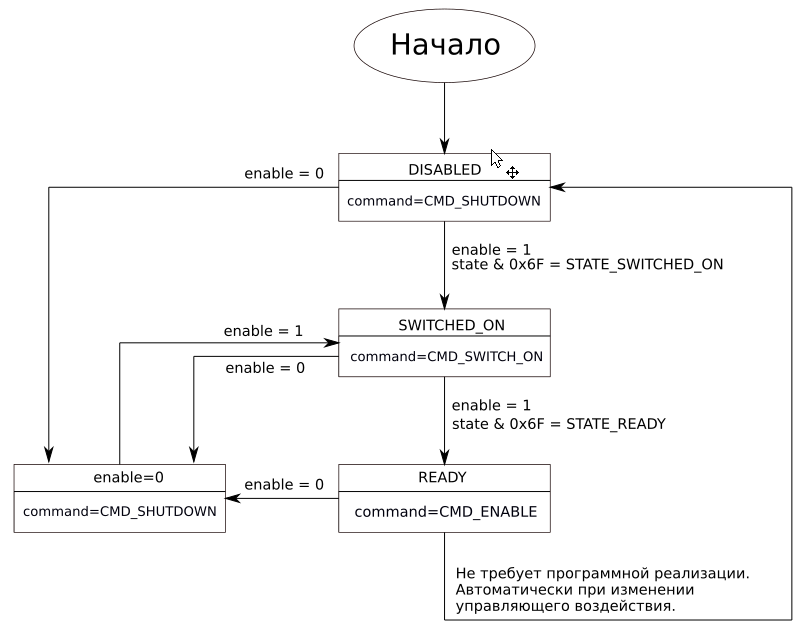 Начало
enable = 0
DISABLED
command=CMD_SHUTDOWN
enable = 1
state & 0x6F = STATE_SWITCHED_ON
enable = 1
SWITCHED_ON
command=CMD_SWITCH_ON
enable = 0
enable = 1
state & 0x6F = STATE_READY
enable=0
command=CMD_SHUTDOWN
enable = 0
READY
command=CMD_ENABLE
Не требует программной реализации.
Автоматически при изменении
управляющего воздействия.